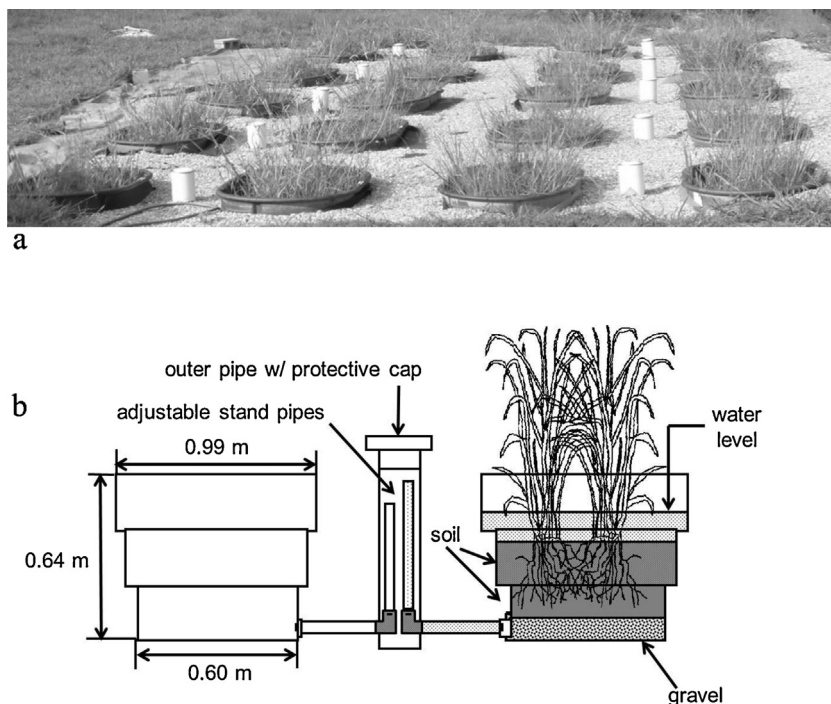 a
b
outer pipe w/ protective cap
adjustable stand pipes
0.99 m
0.64 m
0.60 m
water
level
soil
gravel